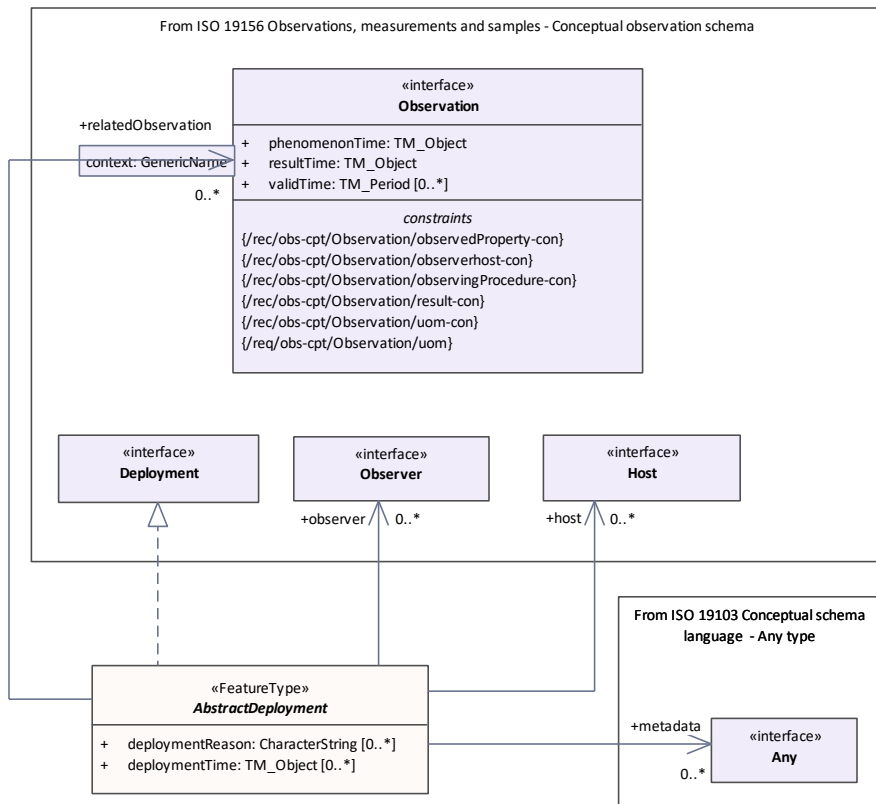 From ISO 19156 Observations, measurements and samples - Conceptual observation schema
«interface»
Observation
+relatedObservation
context: GenericName
0..*
+ phenomenonTime: TM_Object
+ resultTime: TM_Object
+ validTime: TM_Period [0..*]
constraints
{/rec/obs-cpt/Observation/observedProperty-con}
{/rec/obs-cpt/Observation/observerhost-con}
{/rec/obs-cpt/Observation/observingProcedure-con}
{/rec/obs-cpt/Observation/result-con}
{/rec/obs-cpt/Observation/uom-con}
{/req/obs-cpt/Observation/uom}
«interface»
Deployment
«interface»
Observer
«interface»
Host
+observer 0..*
+host 0..*
From ISO 19103 Conceptual schema
language - Any type
«FeatureType»
AbstractDeployment
+ deploymentReason: CharacterString [0..*]
+ deploymentTime: TM_Object [0..*]
+metadata
0..*
«interface»
Any